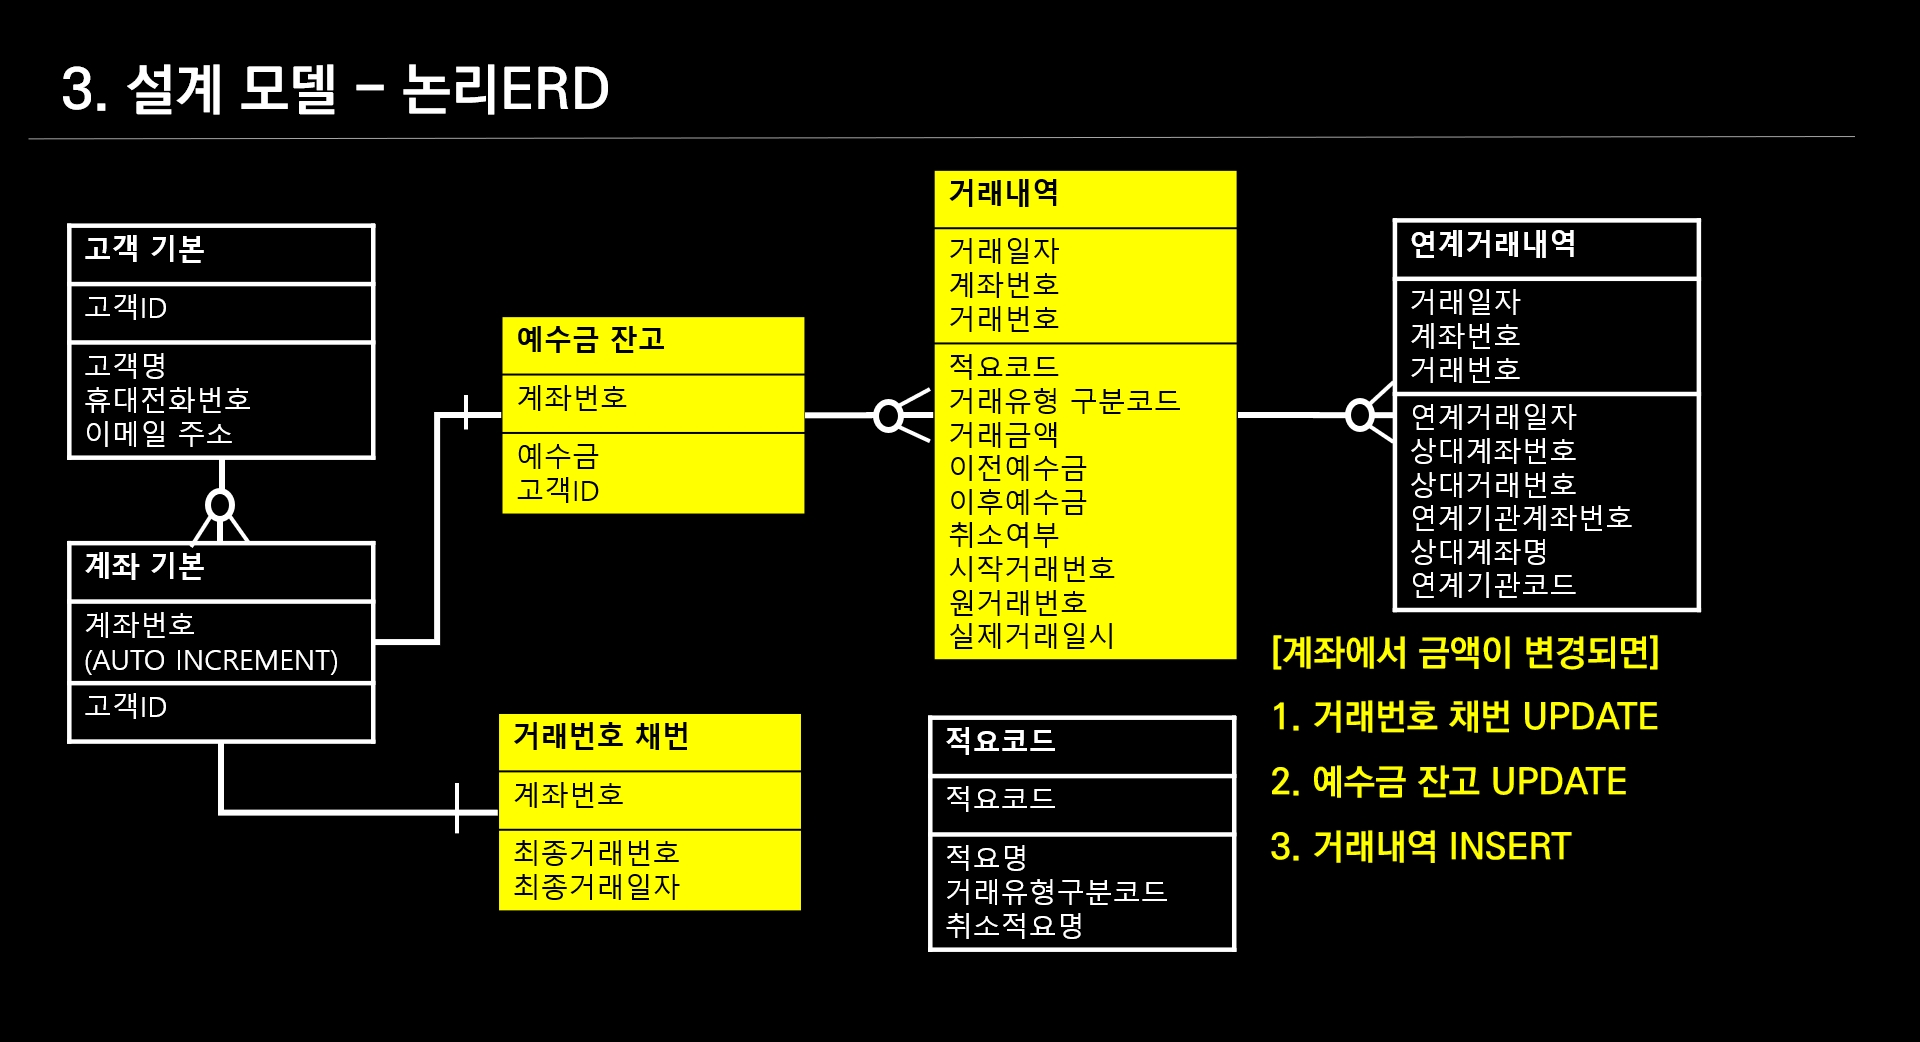 3. 설계 모델 – 논리ERD
고객 기본
고객ID
고객명
휴대전화번호
이메일 주소
계좌 기본
계좌번호
(AUTO INCREMENT)
고객ID
예수금 잔고
계좌번호
예수금
고객ID
거래번호 채번
계좌번호
최종거래번호
최종거래일자
거래내역
거래일자
계좌번호
거래번호
적요코드
거래유형 구분코드
거래금액
이전예수금
이후예수금
취소여부
시작거래번호
원거래번호
실제거래일시
적요코드
적요코드
적요명
거래유형구분코드
취소적요명
연계거래내역
거래일자
계좌번호
거래번호
연계거래일자
상대계좌번호
상대거래번호
연계기관계좌번호
상대계좌명
연계기관코드
[계좌에서 금액이 변경되면]
1. 거래번호 채번 UPDATE
2. 예수금 잔고 UPDATE
3. 거래내역 INSERT